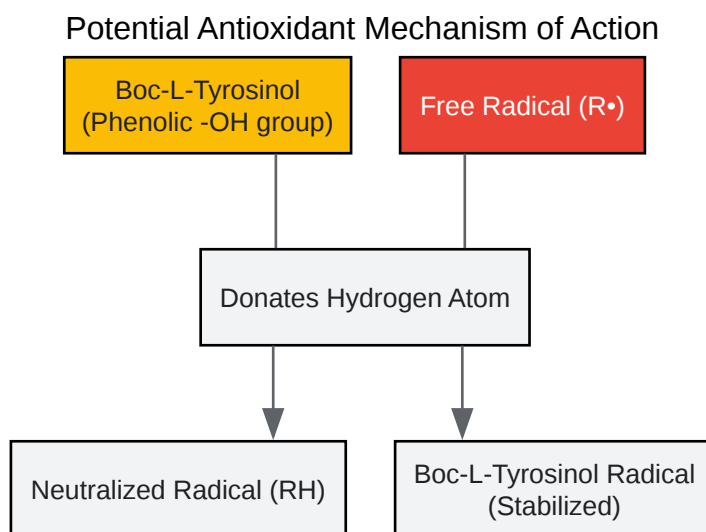 Potential Antioxidant Mechanism of Action
Boc-L-Tyrosinol
(Phenolic -OH group)
Free Radical (R•)
Donates Hydrogen Atom
Neutralized Radical (RH)
Boc-L-Tyrosinol Radical
(Stabilized)